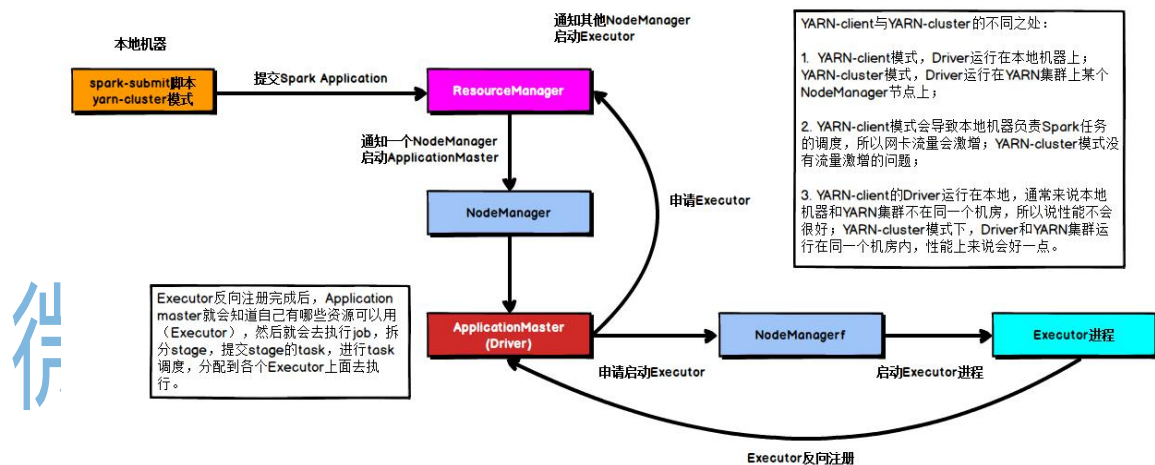 通知其他NodeManager
启动Executor
本地机器
spark-submit脚本
yarn-cluster模式
提交Spark Application
ResourceManager
通知一个NodeManager
启动ApplicationMaster
NodeManager
申请Executor
YARN-client与YARN-cluster的不同之处：
1. YARN-client模式，Driver运行在本地机器上；
YARN-cluster模式，Driver运行在YARN集群上某个
NodeManager节点上；
2. YARN-client模式会导致本地机器负责Spark任务
的调度，所以网卡流量会激增；YARN-cluster模式没
有流量激增的问题；
3. YARN-client的Driver运行在本地，通常来说本地
机器和YARN集群不在同一个机房，所以说性能不会
很好；YARN-cluster模式下，Driver和YARN集群运
行在同一个机房内，性能上来说会好一点。
Executor反向注册完成后，Application
master就会知道自己有哪些资源可以用
（Executor），然后就会去执行job，拆
分stage，提交stage的task，进行task
调度，分配到各个Executor上面去执
行。
ApplicationMaster
(Driver)
申请启动Executor
NodeManagerf
启动Executor进程
Executor进程
Executor反向注册